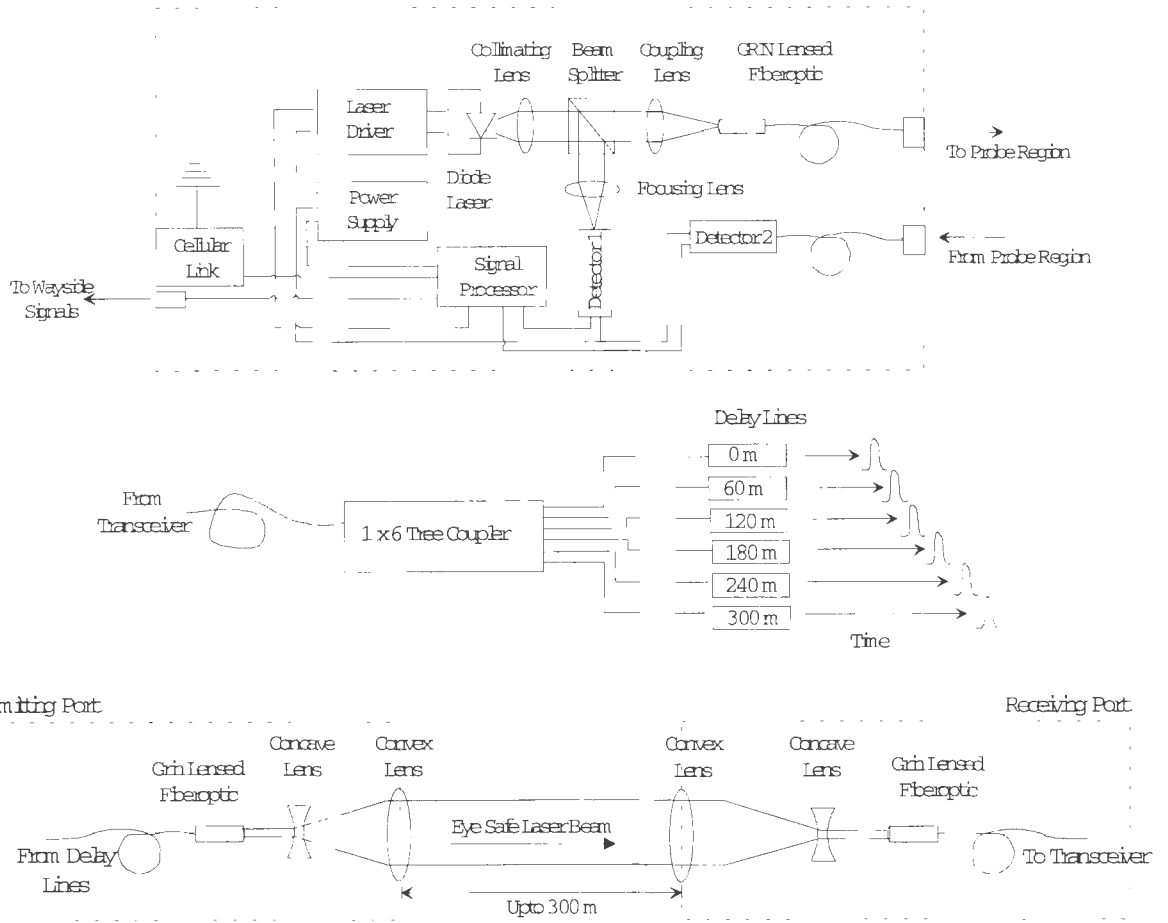 Collimating
Lens
Beam
Splitter
Coupling
Lens
GRIN Lensed
Fiberoptic
Laser
Driver
To Probe Region
Diode
Laser
Focusing Lens
Power
Supply
Cellular
Link
Detector 1
Detector 2
From Probe Region
Signal
Processor
To Wayside
Signals
Delay Lines
0 m
60 m
From
Transceiver
1 x 6 Tree Coupler
120 m
180 m
240 m
300 m
Time
mitting Port
Receiving Port
Concave
Lens
Convex
Lens
Convex
Lens
Concave
Lens
Grin Lensed
Fiberoptic
Grin Lensed
Fiberoptic
Eye Safe Laser Beam
From Delay
Lines
To Transceiver
Upto 300 m